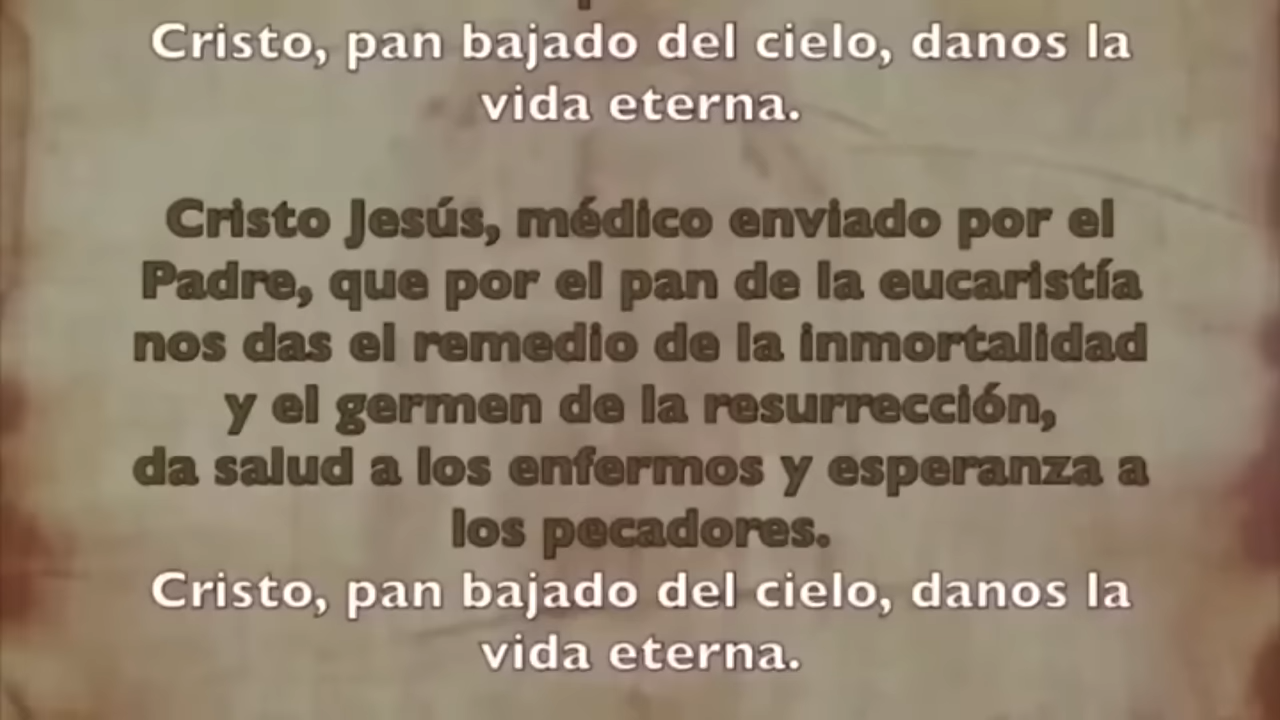 Cristo, pan bajado del cielo, danos la
vida eterna.
Cristo Jesús, médico enviado por el
Padre, que por el pan de la eucaristía
nos das el remedio de la inmortalidad
y el germen de la resurrección,
da salud a los enfermos y esperanza a
los pecadores.
Cristo, pan bajado del cielo, danos la
vida eterna.